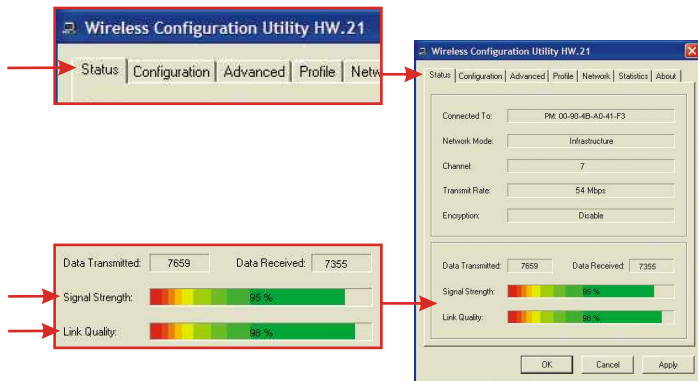 Wireless Configuration Utility HW.21
Status Configuration Advanced Profile Netw
Data Transmitted: 7659 Data Received: 7355
Signal Strength: 95 %
Link Quality: 98 %
Wireless Configuration Utility HW.21
Status Configuration Advanced Profile Network Statistics About
Connected To: PM: 00-90-4B-A0-41-F3
Network Mode: Infrastructure
Channel: 7
Transmit Rate: 54 Mbps
Encryption: Disable
Data Transmitted: 7659 Data Received: 7355
Signal Strength: 95 %
Link Quality: 98 %
OK Cancel Apply